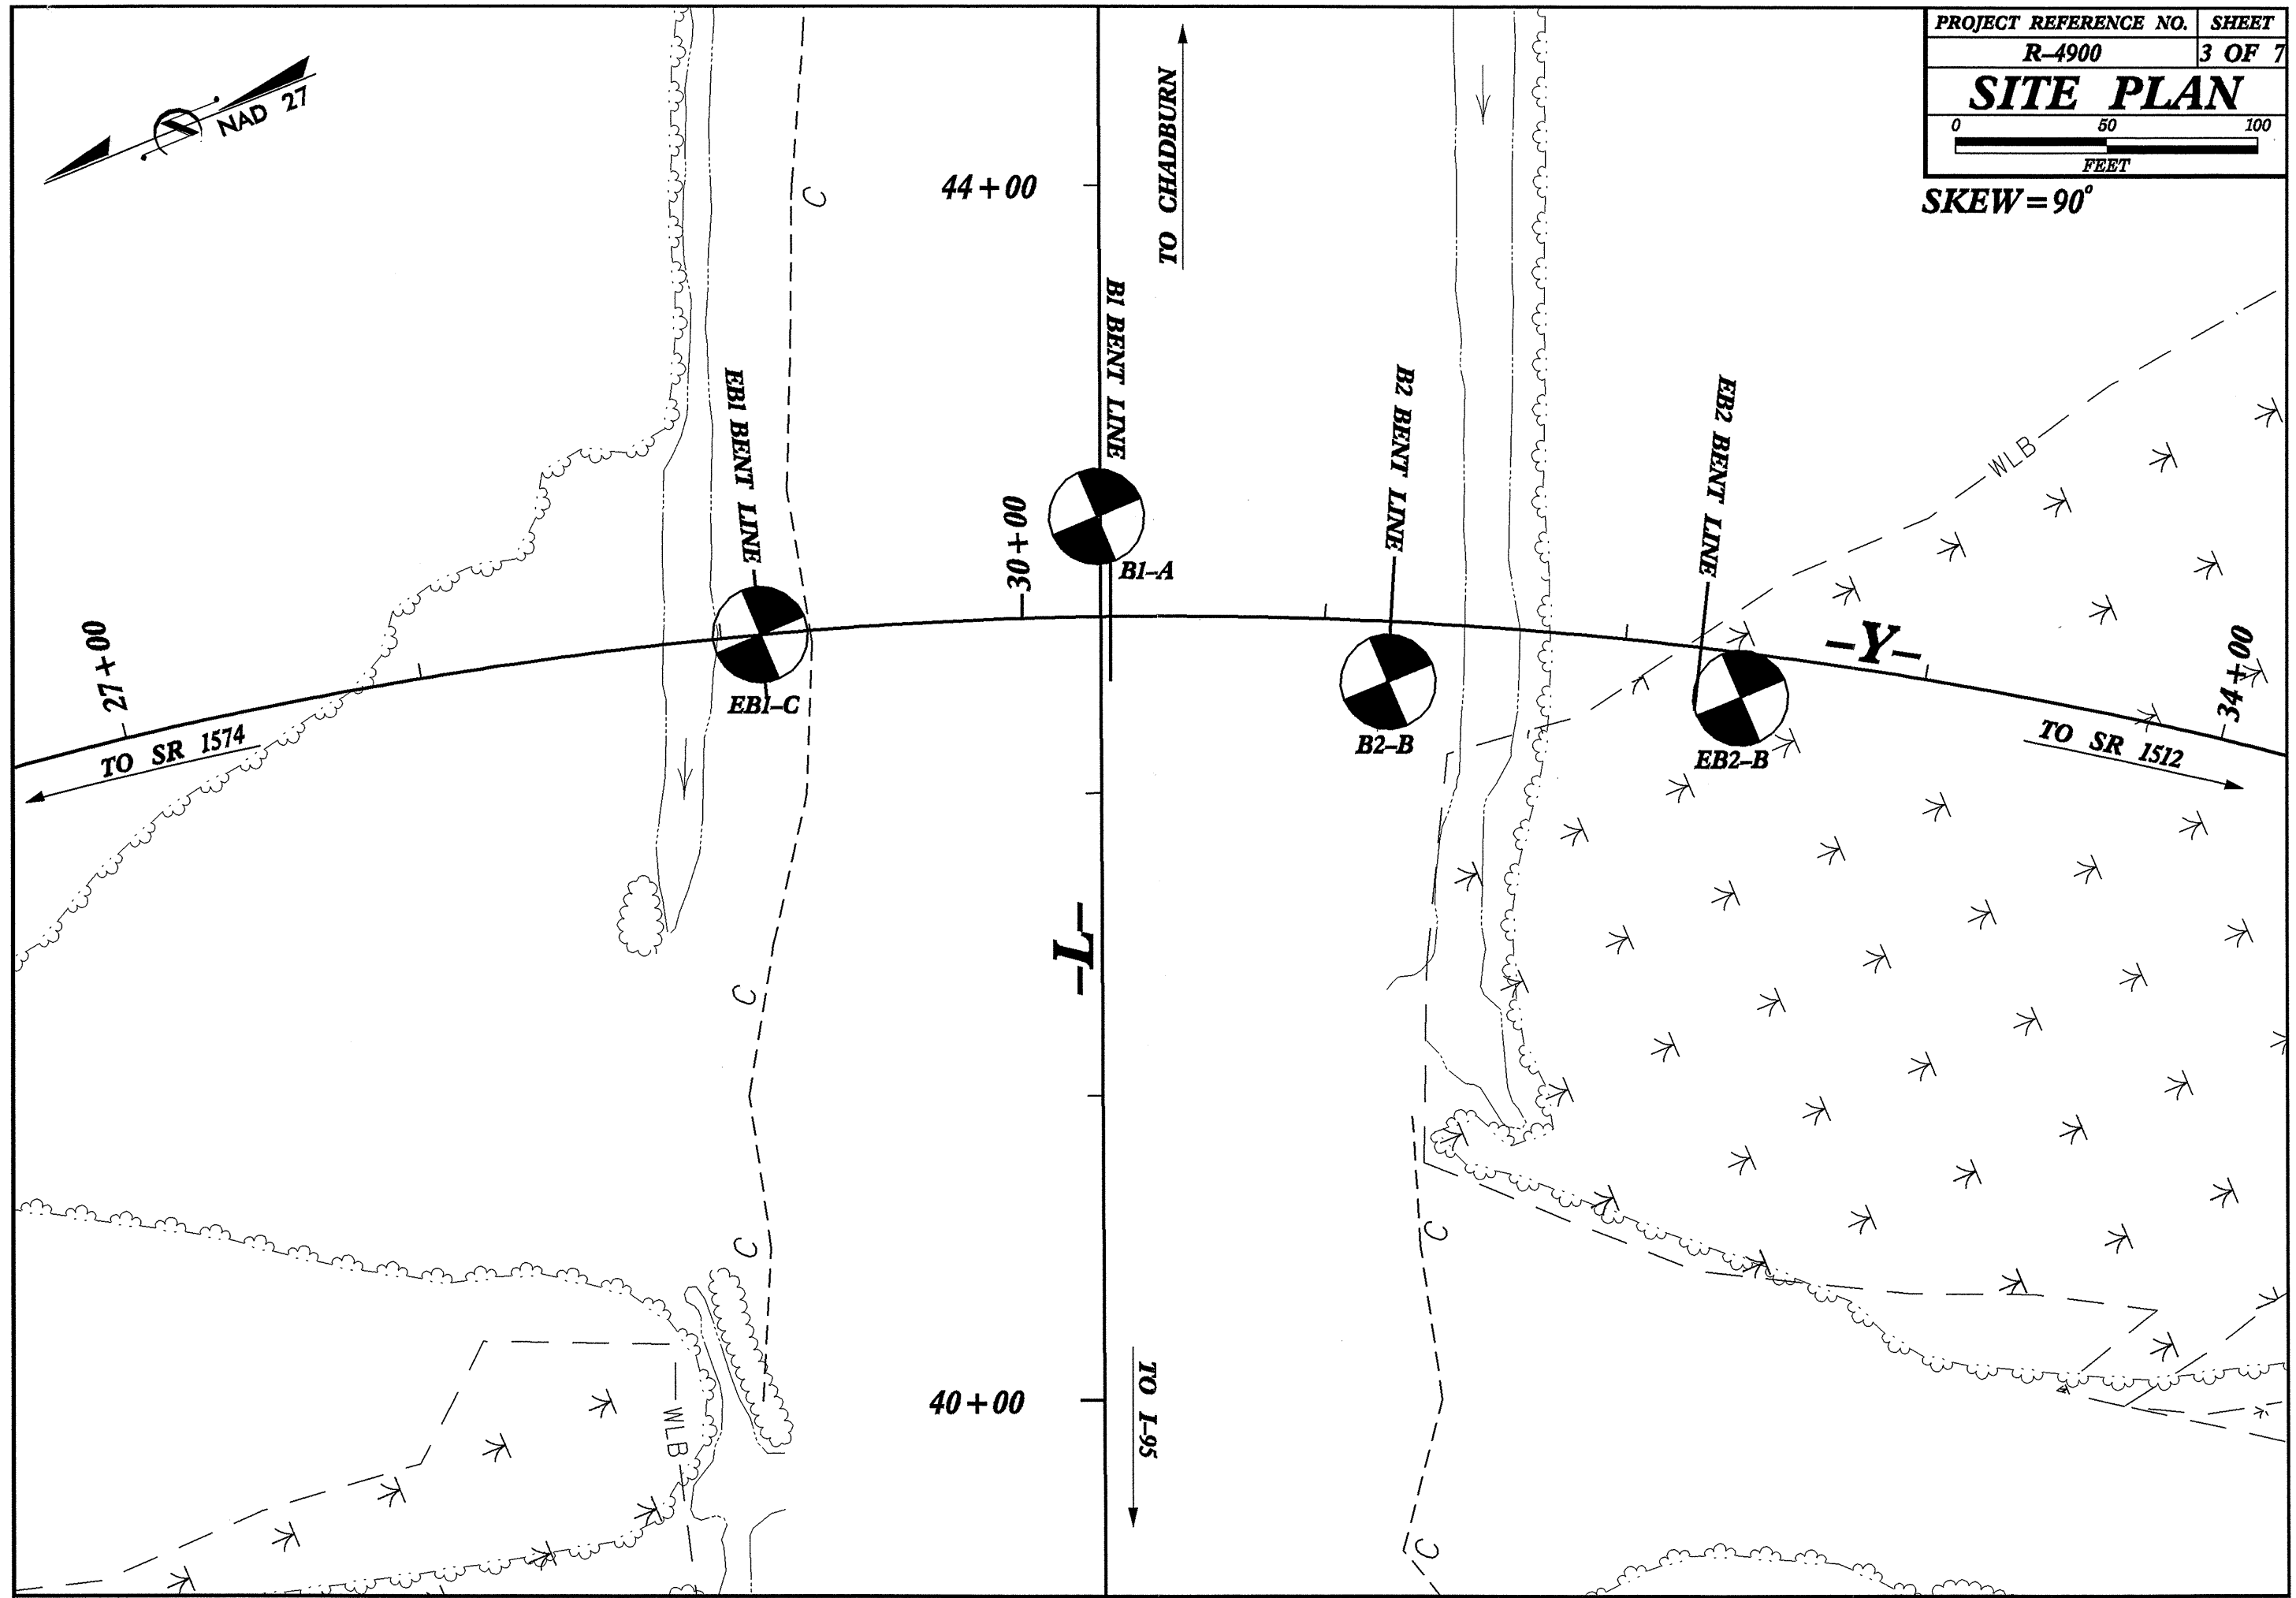 PROJECT REFERENCE NO. SHEET
R-4900 3 OF 7
SITE PLAN
0 50 100
FEET
SKEW=90°
NAD 27
TO CHADBURN
C
44+00
B1 BENT LINE
EB1 BENT LINE
B2 BENT LINE
EB2 BENT LINE
WLB
30+00
B1-A
27+00
EB1-C
B2-B
EB2-B
-Y-
34+00
TO SR 1574
TO SR 1512
-L-
C
C
C
40+00
TO I-95
WLB
C